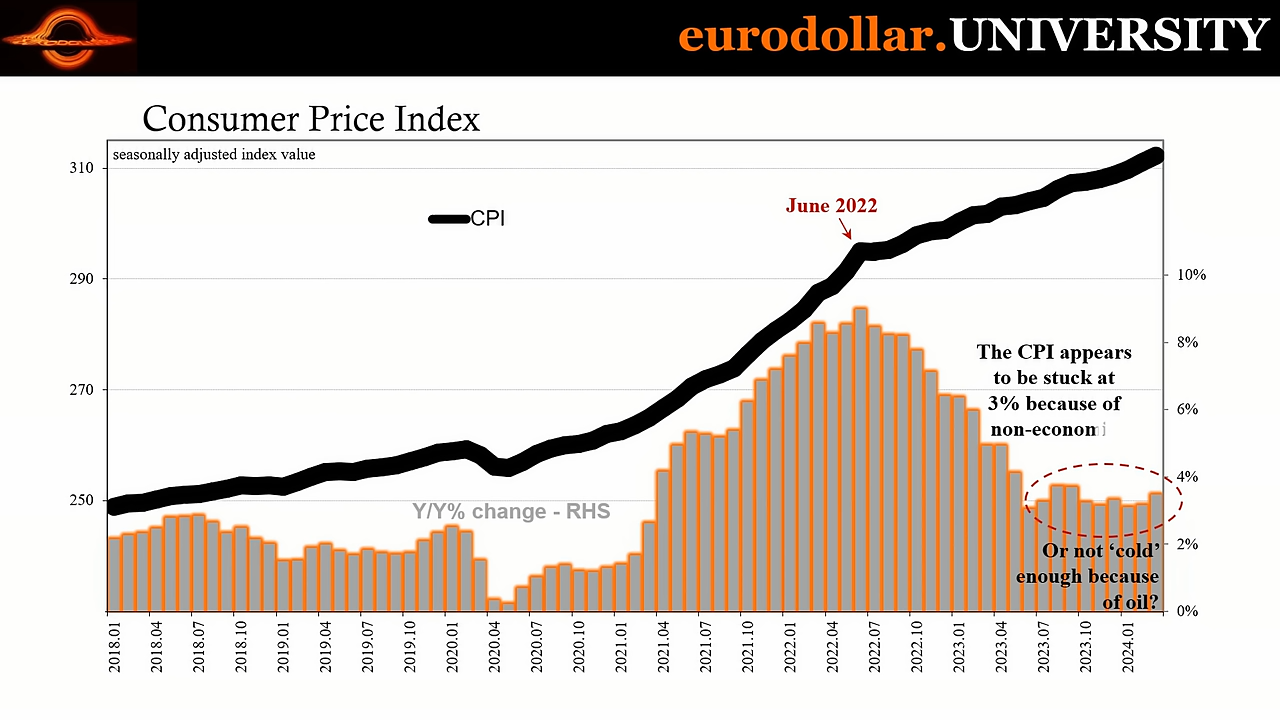 eurodollar.UNIVERSITY
Consumer Price Index
seasonally adjusted index value
310
290
270
250
CPI
June 2022
10%
8%
6%
4%
2%
0%
The CPI appears
to be stuck at
3% because of
non-economi
Y/Y% change - RHS
Or not ‘cold’
enough because
of oil?
2018.01
2018.04
2018.07
2018.10
2019.01
2019.04
2019.07
2019.10
2020.01
2020.04
2020.07
2020.10
2021.01
2021.04
2021.07
2021.10
2022.01
2022.04
2022.07
2022.10
2023.01
2023.04
2023.07
2023.10
2024.01